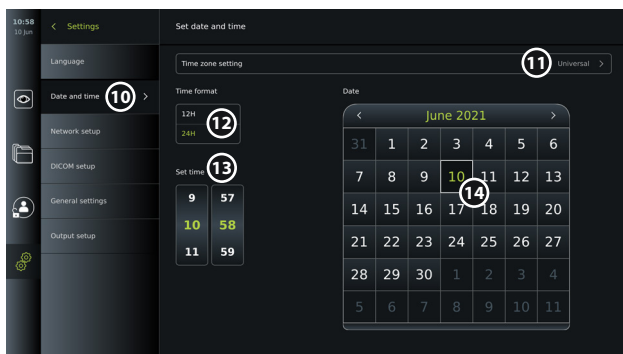 10:58
10 Jun
< Settings
Set date and time
Language
Date and time 10 >
Network setup
DICOM setup
General settings
Output setup
Time zone setting 11 Universal >
Time format
12H
24H
12
Set time 13
9 57
10 58
11 59
Date
< June 2021 >
31 1 2 3 4 5 6
7 8 9 10 11 12 13
14
14 15 16 17 18 19 20
21 22 23 24 25 26 27
28 29 30 1 2 3 4
5 6 7 8 9 10 11